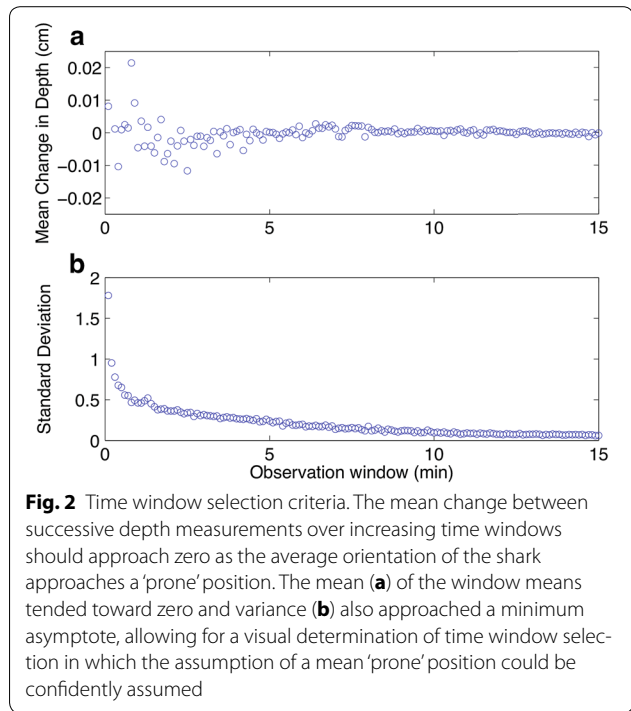 a
Mean Change in Depth (cm)
0.02
0.01
0
−0.01
−0.02
0
5
10
15
b
Standard Deviation
2
1.5
1
0.5
0
0
5
10
15
Observation window (min)
Fig. 2 Time window selection criteria. The mean change between
successive depth measurements over increasing time windows
should approach zero as the average orientation of the shark
approaches a ‘prone’ position. The mean (a) of the window means
tended toward zero and variance (b) also approached a minimum
asymptote, allowing for a visual determination of time window selec-
tion in which the assumption of a mean ‘prone’ position could be
confidently assumed